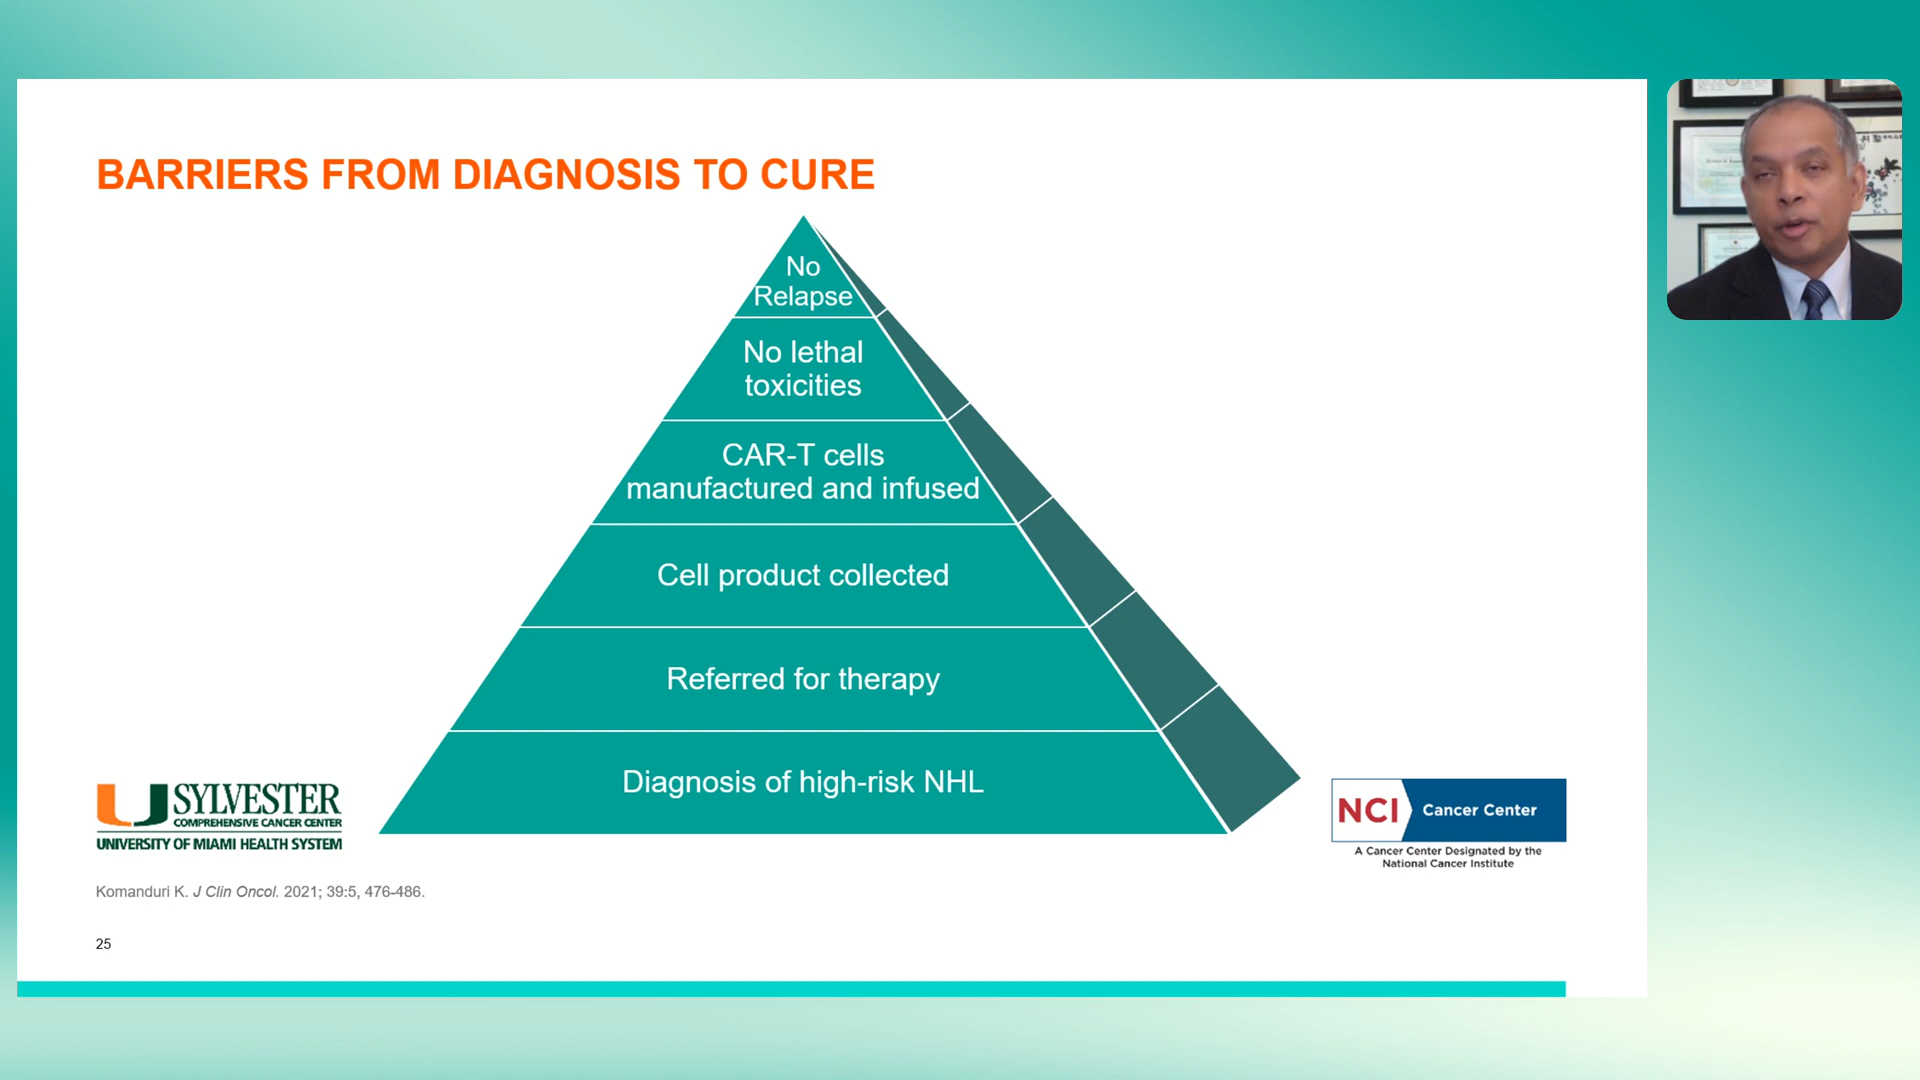 BARRIERS FROM DIAGNOSIS TO CURE
No
Relapse
No lethal
toxicities
CAR-T cells
manufactured and infused
Cell product collected
Referred for therapy
Diagnosis of high-risk NHL
SYLVESTER
COMPREHENSIVE CANCER CENTER
UNIVERSITY OF MIAMI HEALTH SYSTEM
NCI Cancer Center
A Cancer Center Designated by the
National Cancer Institute
Komanduri K. J Clin Oncol. 2021; 39:5, 476-486.
25